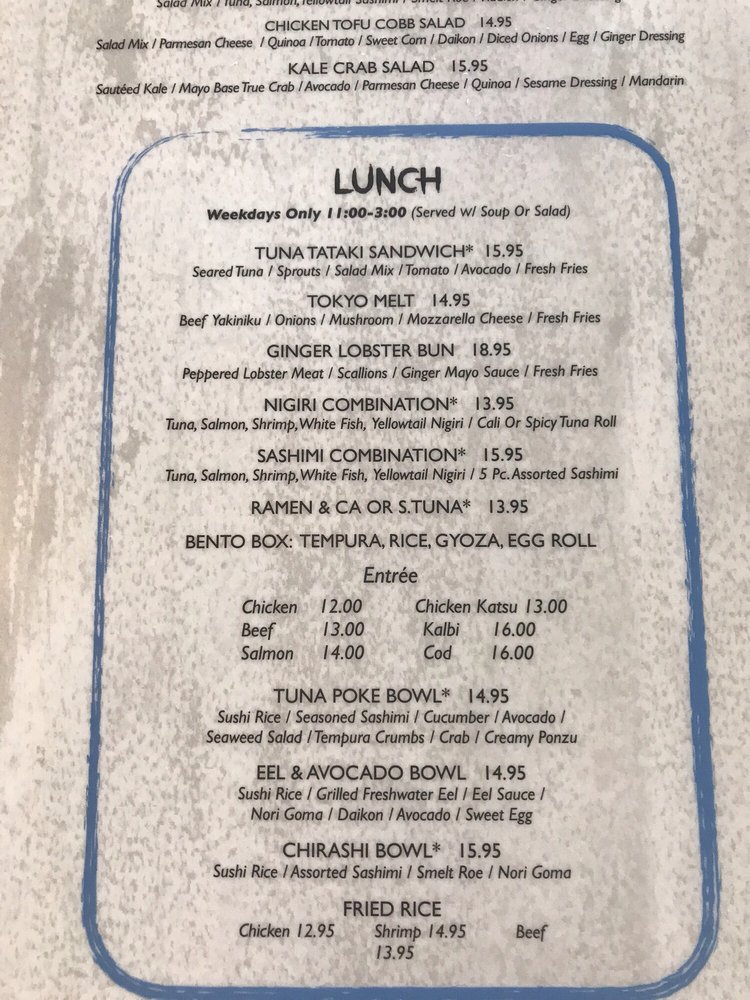 Salad Mix / Tuna, Salmon, Yellowtail Sashimi / Smelt Roe /
CHICKEN TOFU COBB SALAD 14.95
Salad Mix / Parmesan Cheese / Quinoa / Tomato / Sweet Corn / Daikon / Diced Onions / Egg / Ginger Dressing
KALE CRAB SALAD 15.95
Sautéed Kale / Mayo Base True Crab / Avocado / Parmesan Cheese / Quinoa / Sesame Dressing / Mandarin
LUNCH
Weekdays Only 11:00-3:00 (Served w/ Soup Or Salad)
TUNA TATAKI SANDWICH* 15.95
Seared Tuna / Sprouts / Salad Mix / Tomato / Avocado / Fresh Fries
TOKYO MELT 14.95
Beef Yakiniku / Onions / Mushroom / Mozzarella Cheese / Fresh Fries
GINGER LOBSTER BUN 18.95
Peppered Lobster Meat / Scallions / Ginger Mayo Sauce / Fresh Fries
NIGIRI COMBINATION* 13.95
Tuna, Salmon, Shrimp, White Fish, Yellowtail Nigiri / Cali Or Spicy Tuna Roll
SASHIMI COMBINATION* 15.95
Tuna, Salmon, Shrimp, White Fish, Yellowtail Nigiri / 5 Pc. Assorted Sashimi
RAMEN & CA OR S.TUNA* 13.95
BENTO BOX: TEMPURA, RICE, GYOZA, EGG ROLL
Entrée
Chicken 12.00 Chicken Katsu 13.00
Beef 13.00 Kalbi 16.00
Salmon 14.00 Cod 16.00
TUNA POKE BOWL* 14.95
Sushi Rice / Seasoned Sashimi / Cucumber / Avocado /
Seaweed Salad / Tempura Crumbs / Crab / Creamy Ponzu
EEL & AVOCADO BOWL 14.95
Sushi Rice / Grilled Freshwater Eel / Eel Sauce /
Nori Goma / Daikon / Avocado / Sweet Egg
CHIRASHI BOWL* 15.95
Sushi Rice / Assorted Sashimi / Smelt Roe / Nori Goma
FRIED RICE
Chicken 12.95 Shrimp 14.95 Beef
13.95